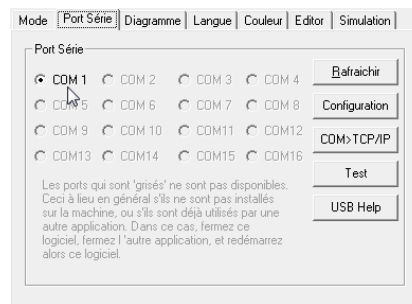 Mode Port Série Diagramme Langue Couleur Editor Simulation
Port Série
COM 1 COM 2 COM 3 COM 4 Rafraichir
COM 5 COM 6 COM 7 COM 8 Configuration
COM 9 COM 10 COM11 COM12 COM>TCP/IP
COM13 COM14 COM15 COM16 Test
Les ports qui sont 'grisés' ne sont pas disponibles.
Ceci à lieu en général s'ils ne sont pas installés
sur la machine, ou s'ils sont déjà utilisés par une
autre application. Dans ce cas, fermez ce
logiciel, fermez l 'autre application, et redémarrez
alors ce logiciel.
USB Help